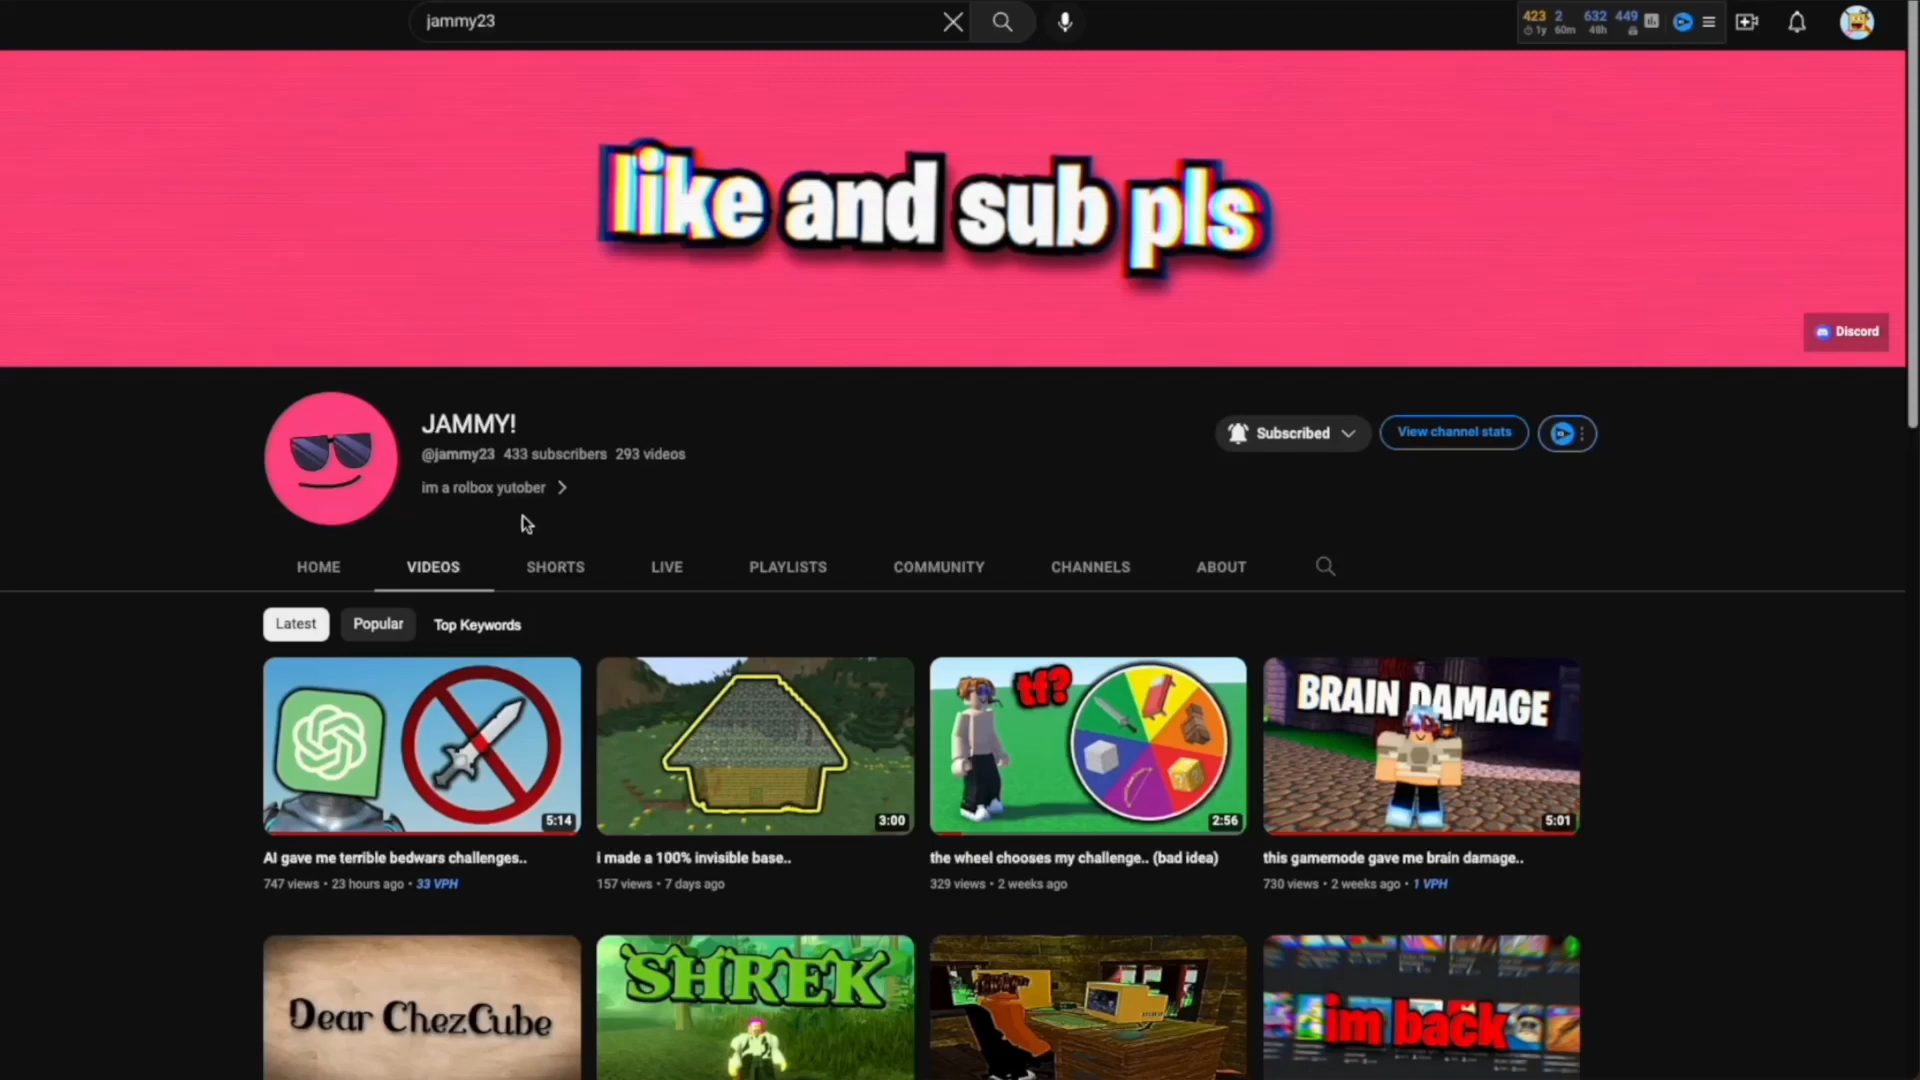 jammy23
423 2 632 449
1y 60m 48h
like and sub pls
Discord
JAMMY!
@jammy23 433 subscribers 293 videos
im a rolbox yutober
Subscribed
View channel stats
HOME VIDEOS SHORTS LIVE PLAYLISTS COMMUNITY CHANNELS ABOUT
Latest Popular Top Keywords
tf?
BRAIN DAMAGE
5:14 3:00 2:56 5:01
AI gave me terrible bedwars challenges.. i made a 100% invisible base.. the wheel chooses my challenge.. (bad idea) this gamemode gave me brain damage..
747 views • 23 hours ago • 33 VPH 157 views • 7 days ago 329 views • 2 weeks ago 730 views • 2 weeks ago • 1 VPH
Dear ChezCube
SHREK
im back